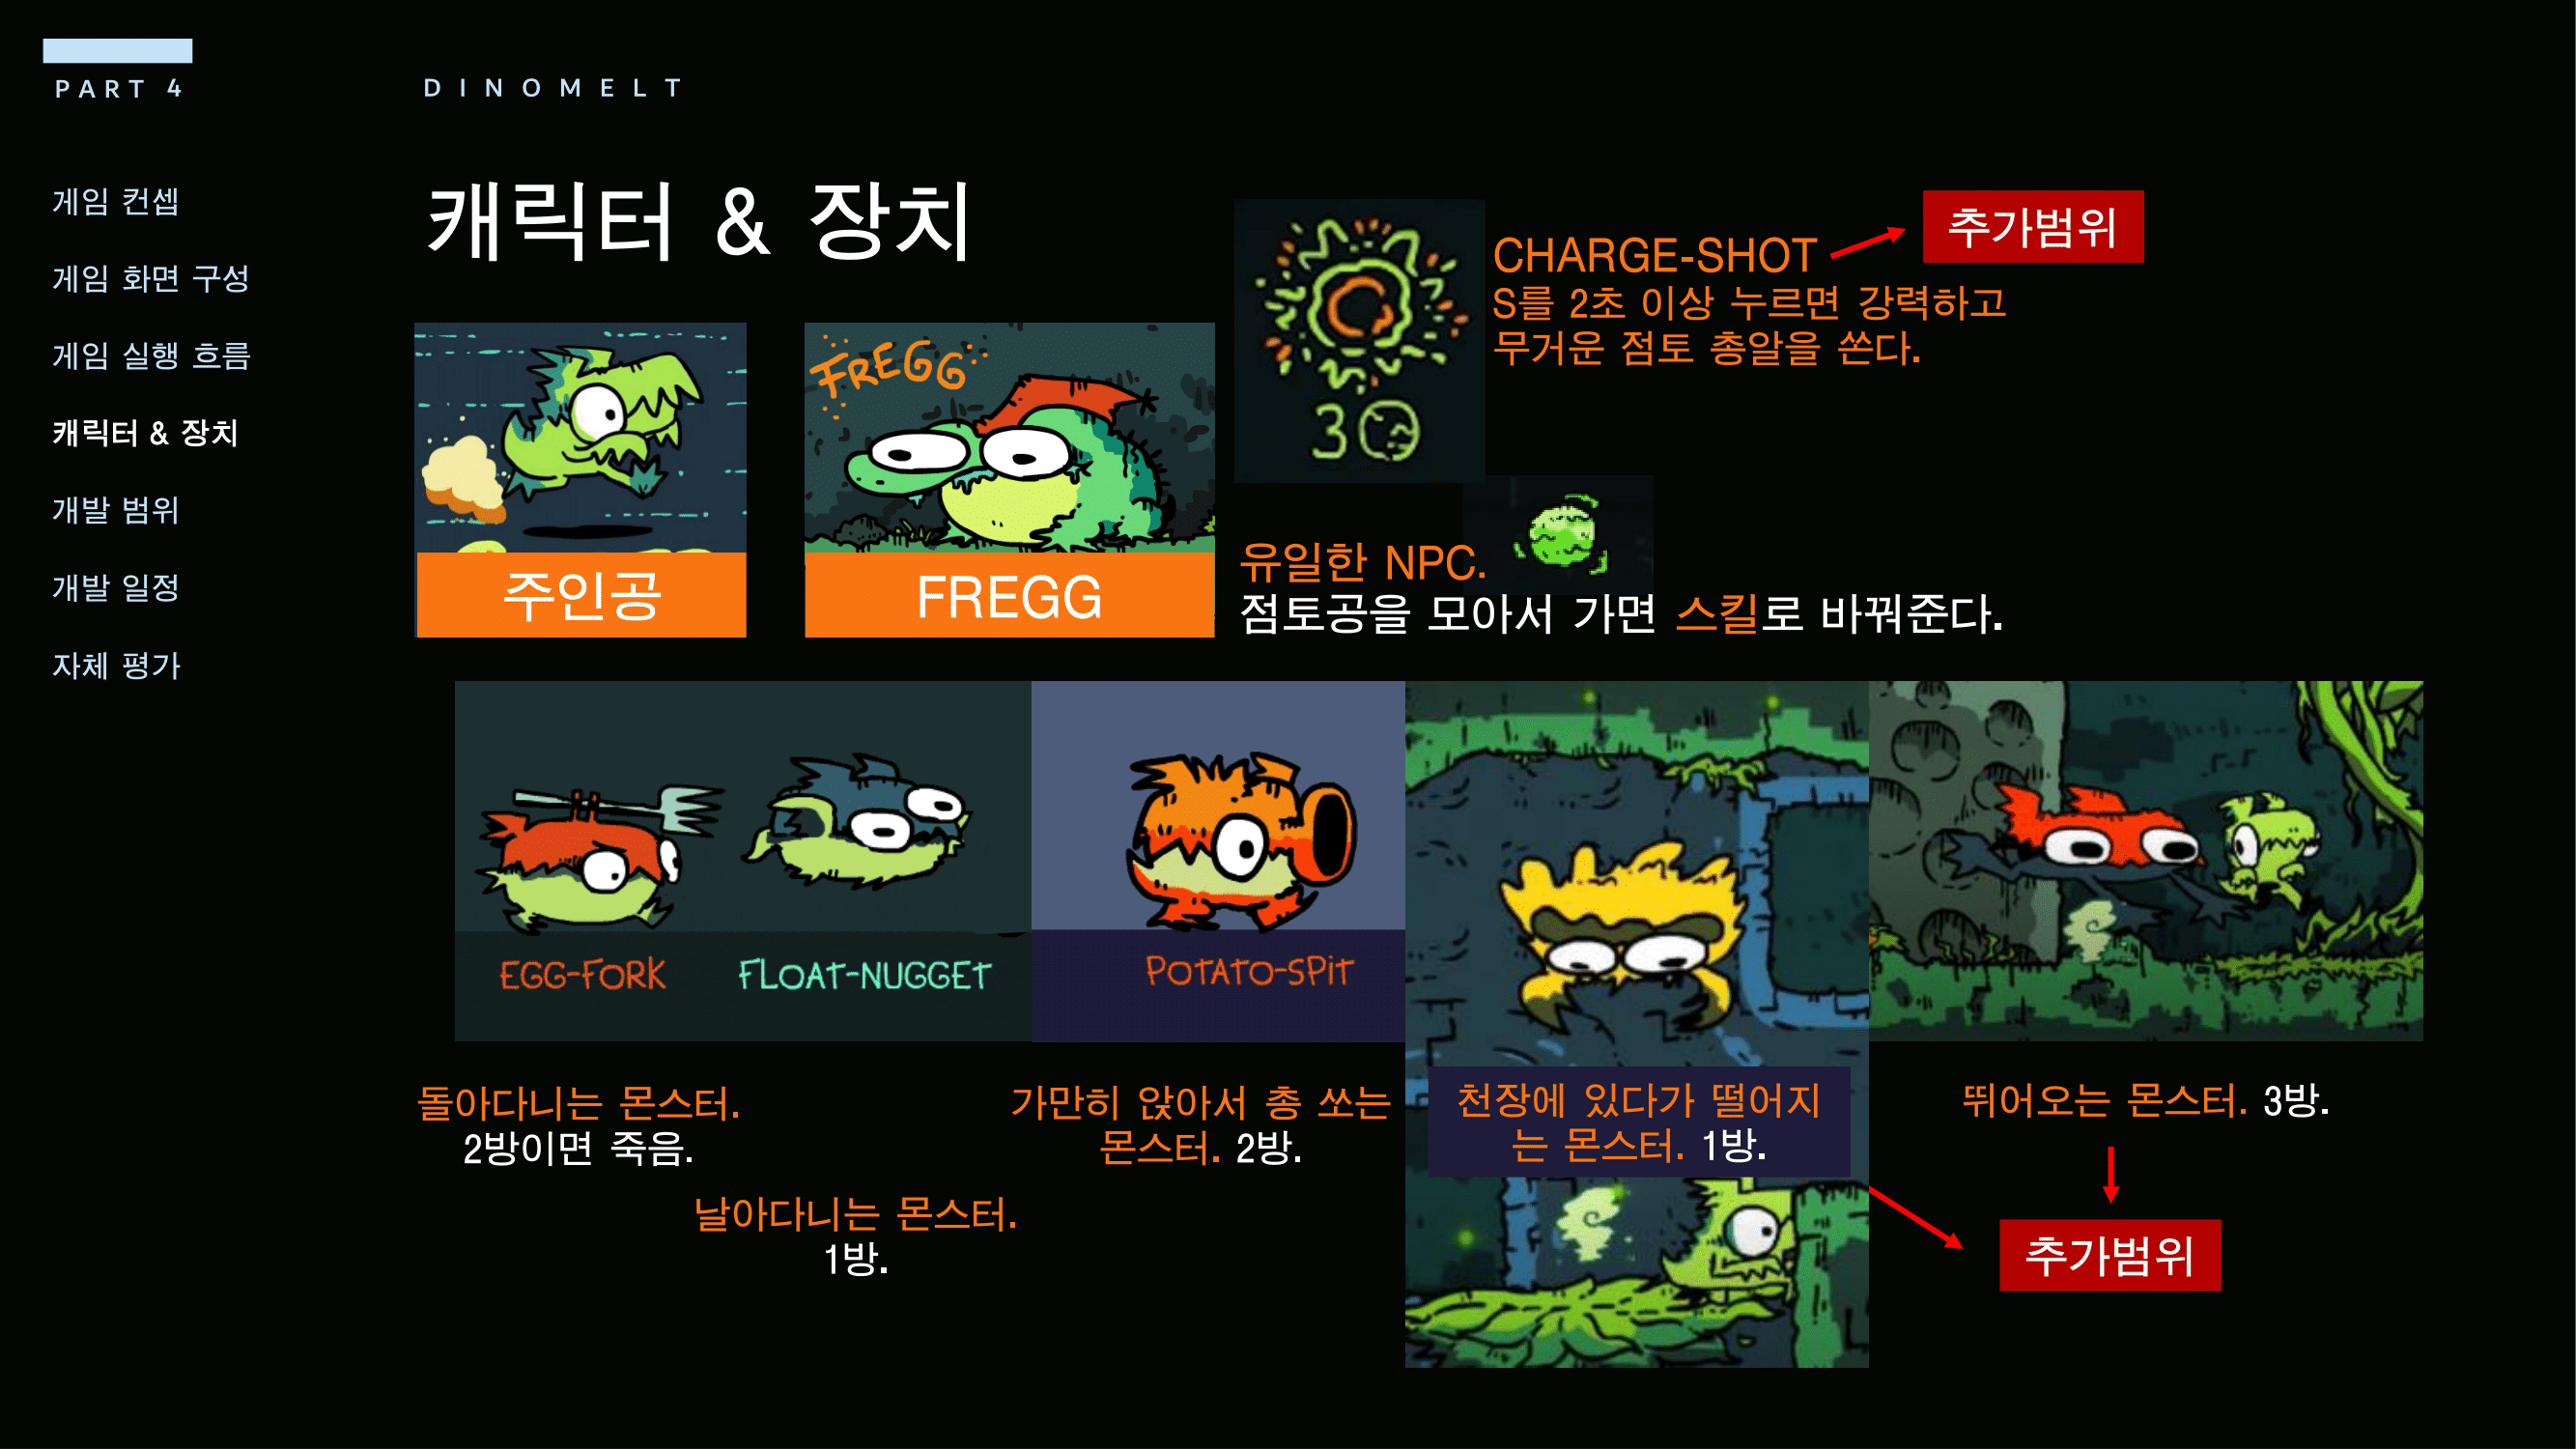 PART 4
DINOMELT
게임 컨셉
게임 화면 구성
게임 실행 흐름
캐릭터 & 장치
개발 범위
개발 일정
자체 평가
캐릭터 & 장치
주인공
FREGG
FREGG
30
CHARGE-SHOT
추가범위
S를 2초 이상 누르면 강력하고
무거운 점토 총알을 쏜다.
유일한 NPC.
점토공을 모아서 가면 스킬로 바꿔준다.
EGG-FORK
FLOAT-NUGGET
POTATO-SPIT
돌아다니는 몬스터.
2방이면 죽음.
날아다니는 몬스터.
1방.
가만히 앉아서 총 쏘는
몬스터. 2방.
천장에 있다가 떨어지
는 몬스터. 1방.
뛰어오는 몬스터. 3방.
추가범위